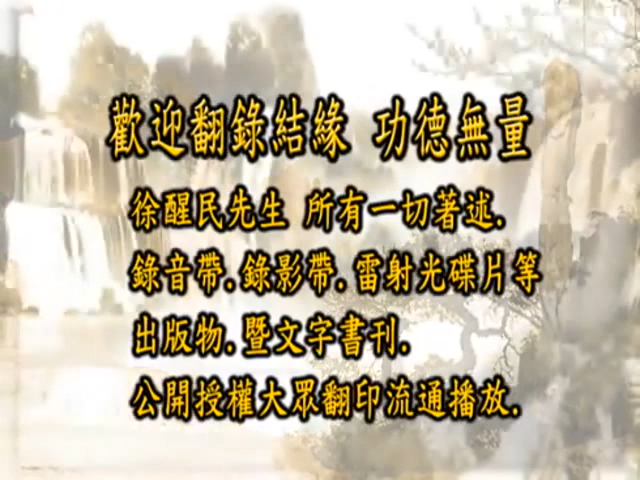 歡迎翻錄結緣 功德無量
徐醒民先生 所有一切著述.
錄音帶.錄影帶.雷射光碟片等
出版物.暨文字書刊.
公開授權大眾翻印流通播放.